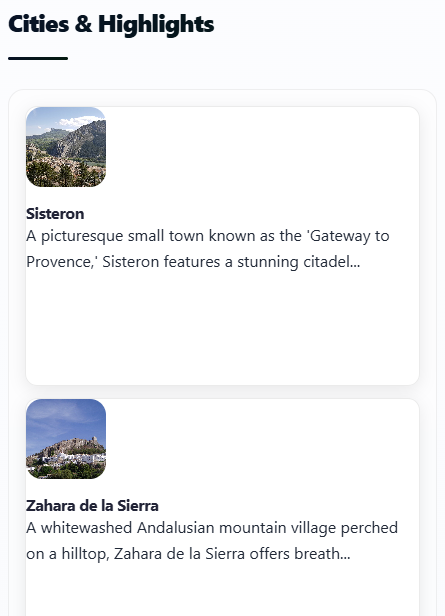 Cities & Highlights
Sisteron
A picturesque small town known as the 'Gateway to
Provence,' Sisteron features a stunning citadel...
Zahara de la Sierra
A whitewashed Andalusian mountain village perched
on a hilltop, Zahara de la Sierra offers breath...